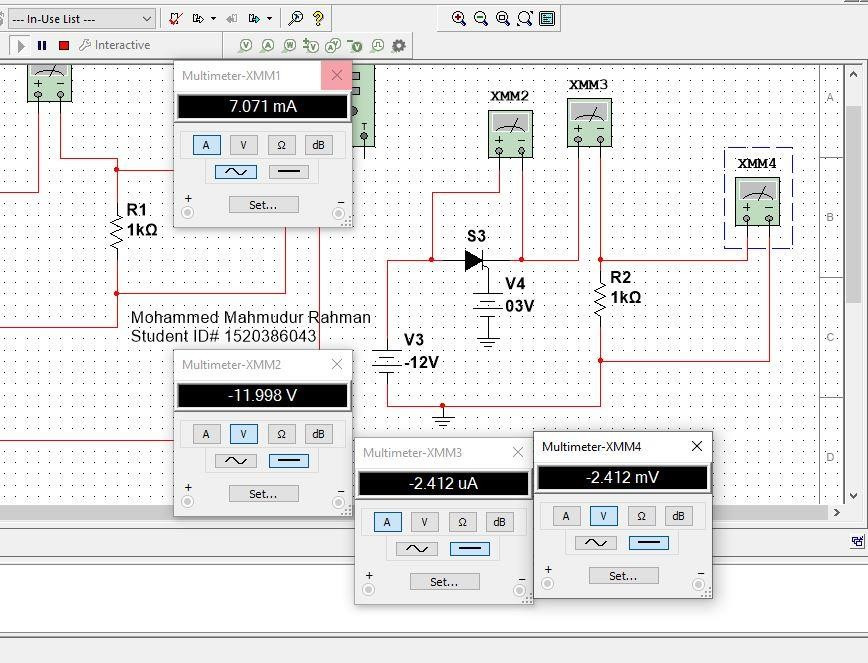 --- In-Use List ---
Interactive
Multimeter-XMM1
7.071 mA
A V Ω dB
Set...
+ −
XMM2
XMM3
XMM4
+ −
+ −
+ −
+ −
T
A
B
C
D
R1
1kΩ
S3
V4
03V
R2
1kΩ
V3
-12V
Mohammed Mahmudur Rahman
Student ID# 1520386043
Multimeter-XMM2
-11.998 V
A V Ω dB
Set...
+ −
Multimeter-XMM3
-2.412 uA
A V Ω dB
Set...
+ −
Multimeter-XMM4
-2.412 mV
A V Ω dB
Set...
+ −